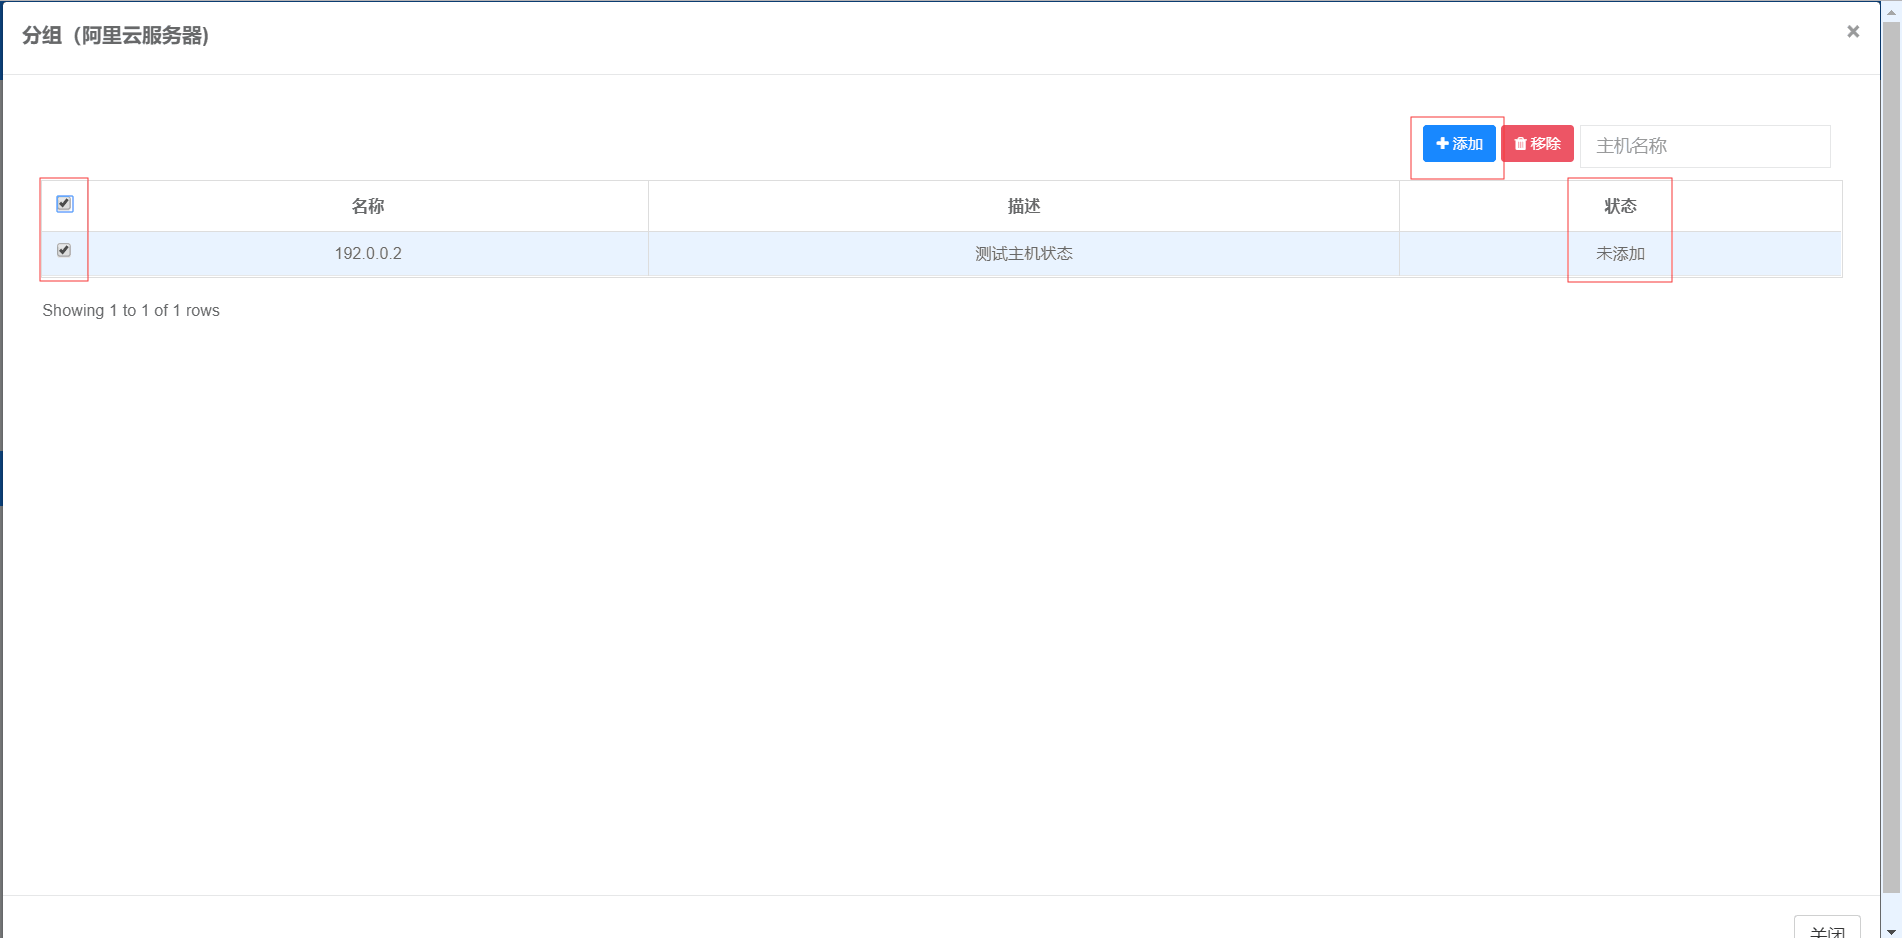 分组（阿里云服务器)
×
添加 移除 主机名称
名称 描述 状态
192.0.0.2 测试主机状态 未添加
Showing 1 to 1 of 1 rows
关闭